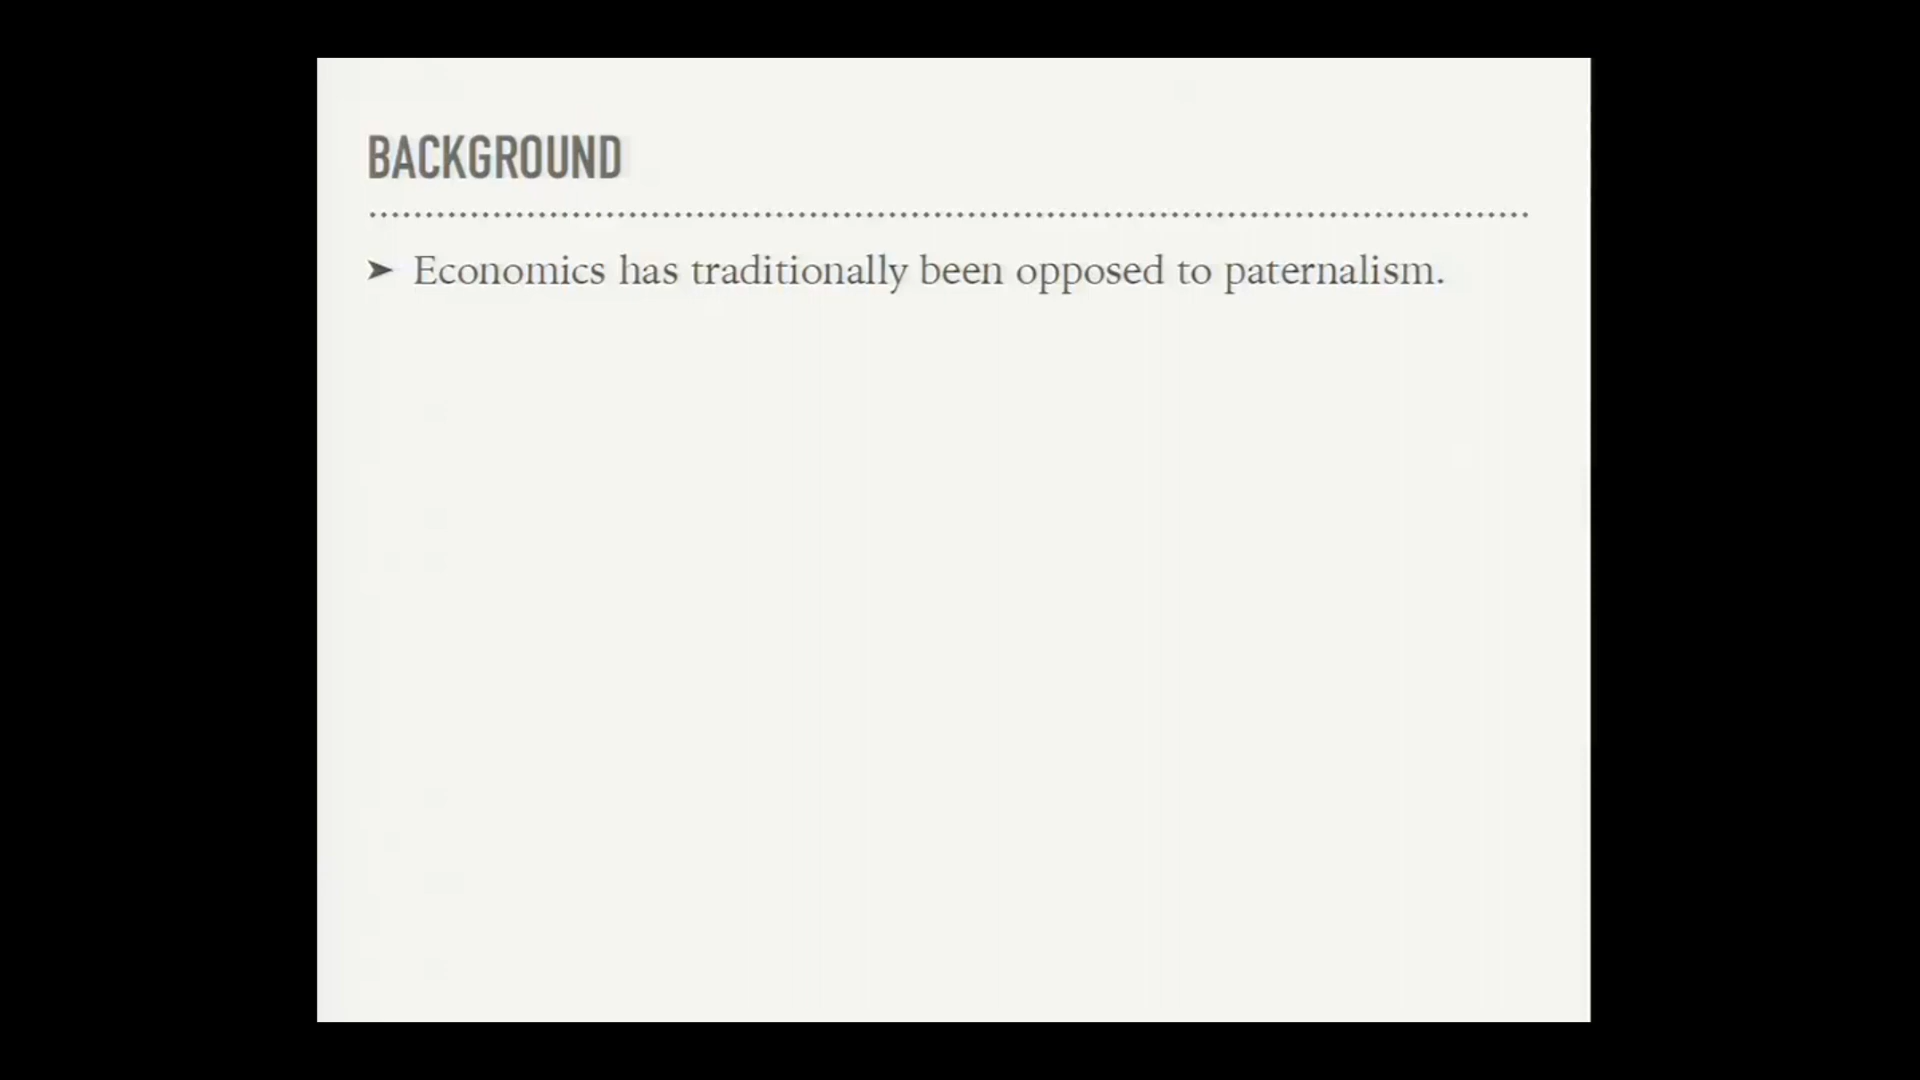 BACKGROUND
➤ Economics has traditionally been opposed to paternalism.